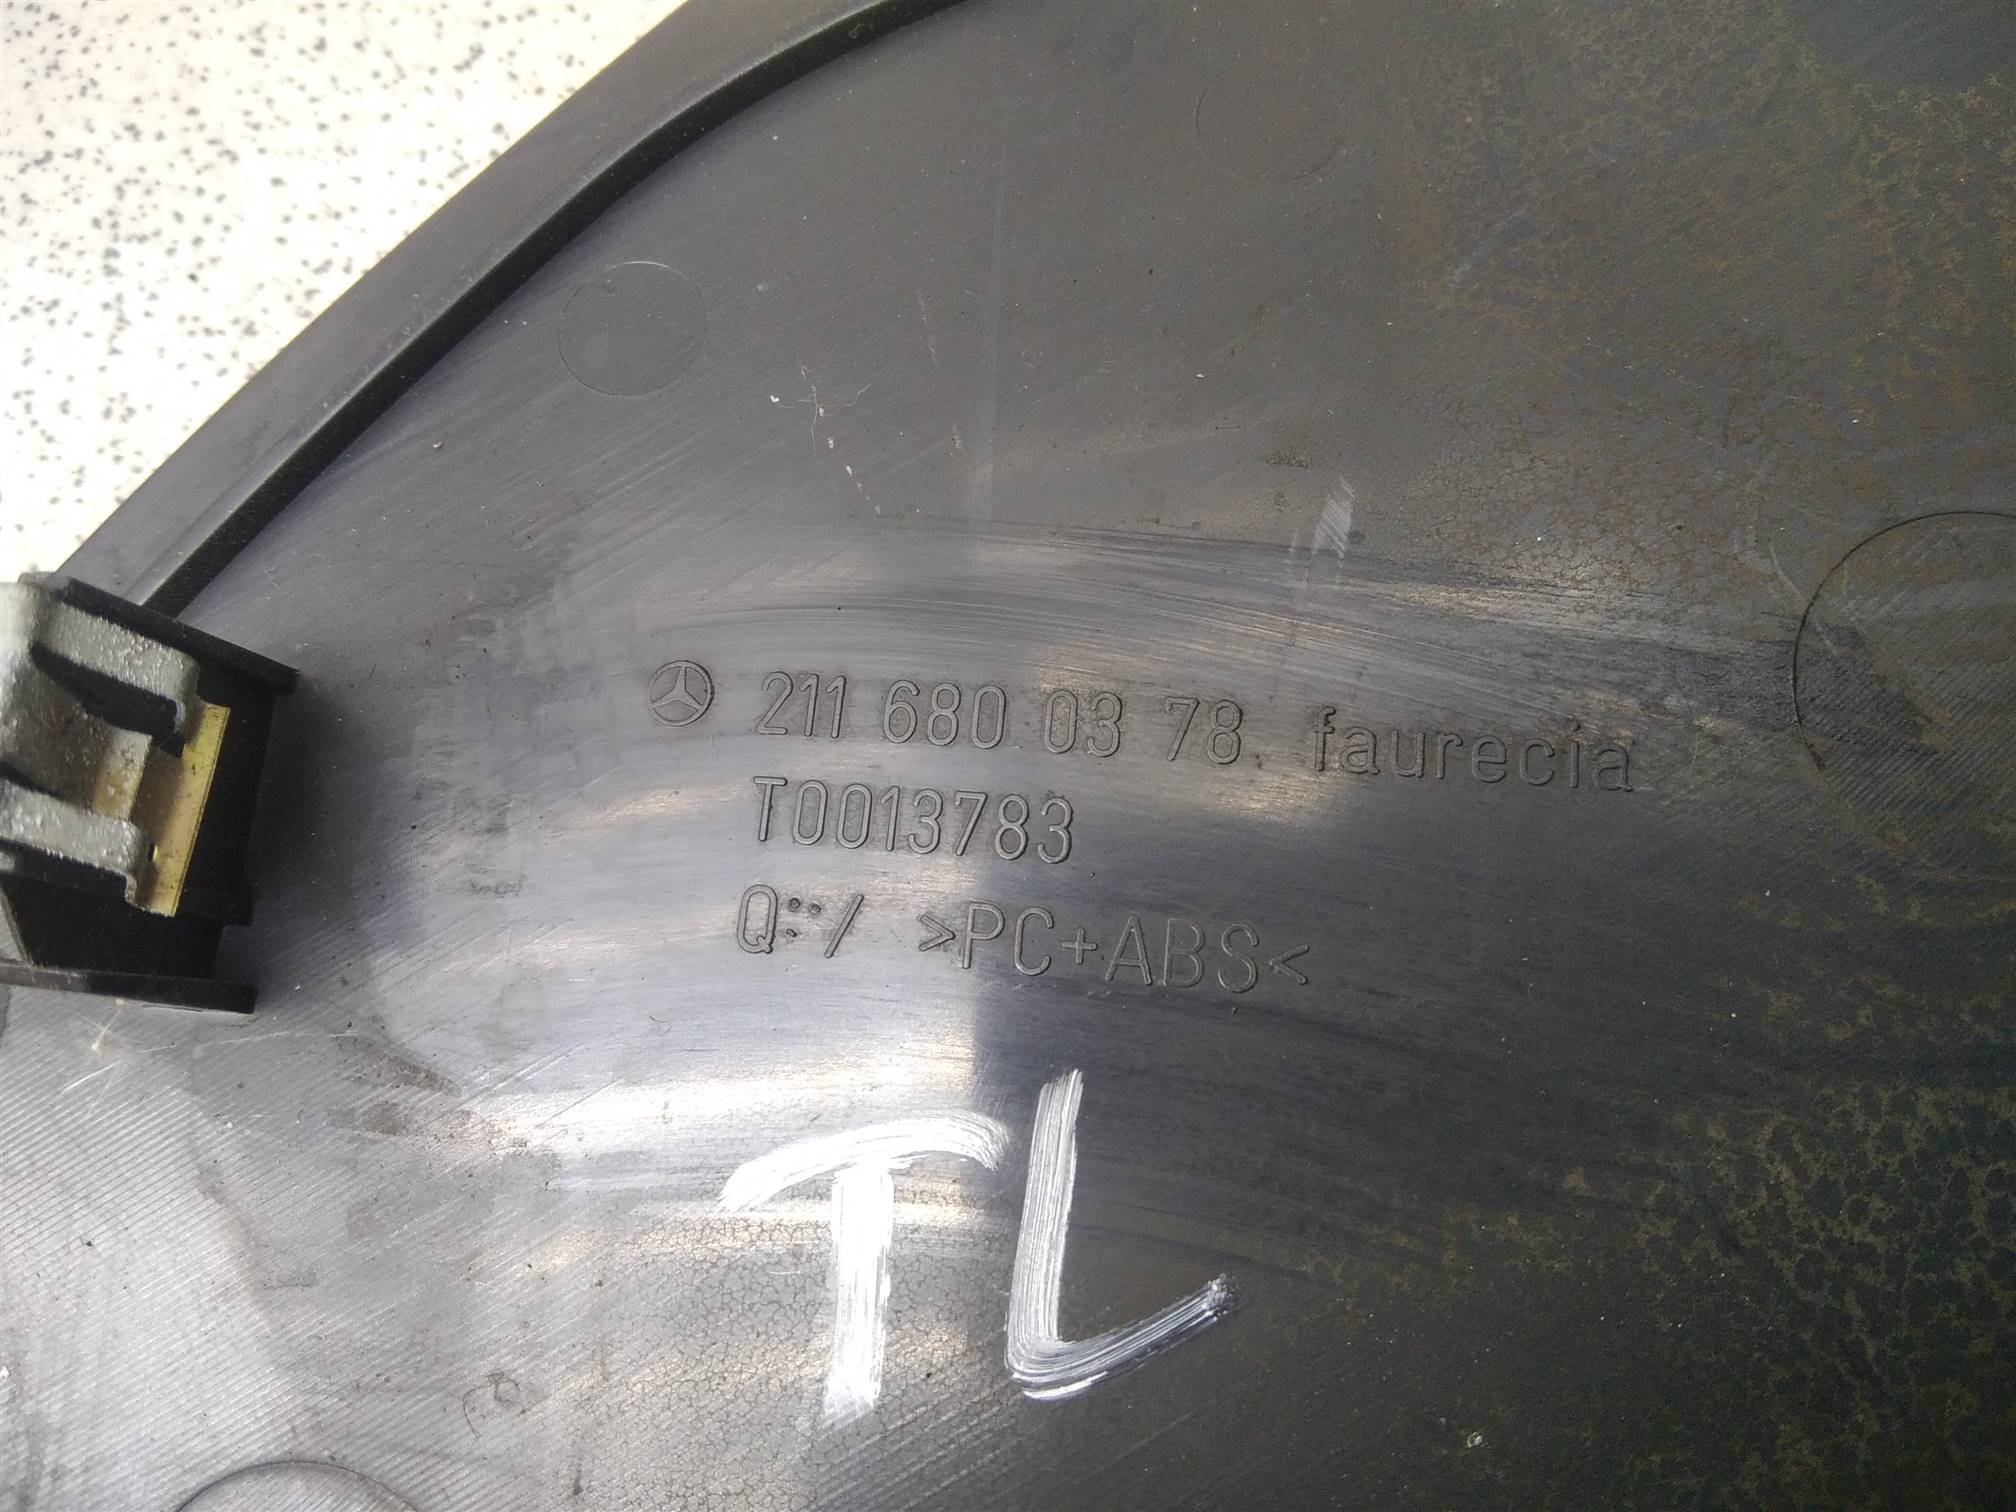 211 680 03 78 faurecia
T0013783
Q::/ >PC+ABS<
TL